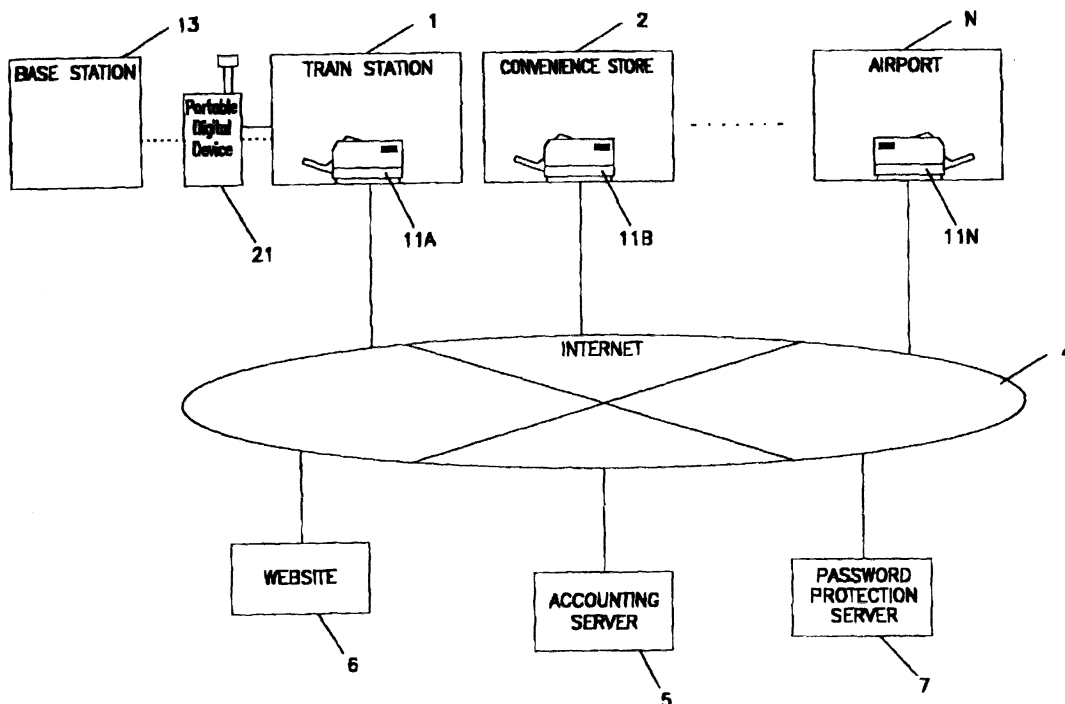 13
1
2
N
BASE STATION
TRAIN STATION
CONVENIENCE STORE
AIRPORT
Portable
Digital
Device
21
11A
11B
11N
INTERNET
WEBSITE
ACCOUNTING
SERVER
PASSWORD
PROTECTION
SERVER
6
5
7